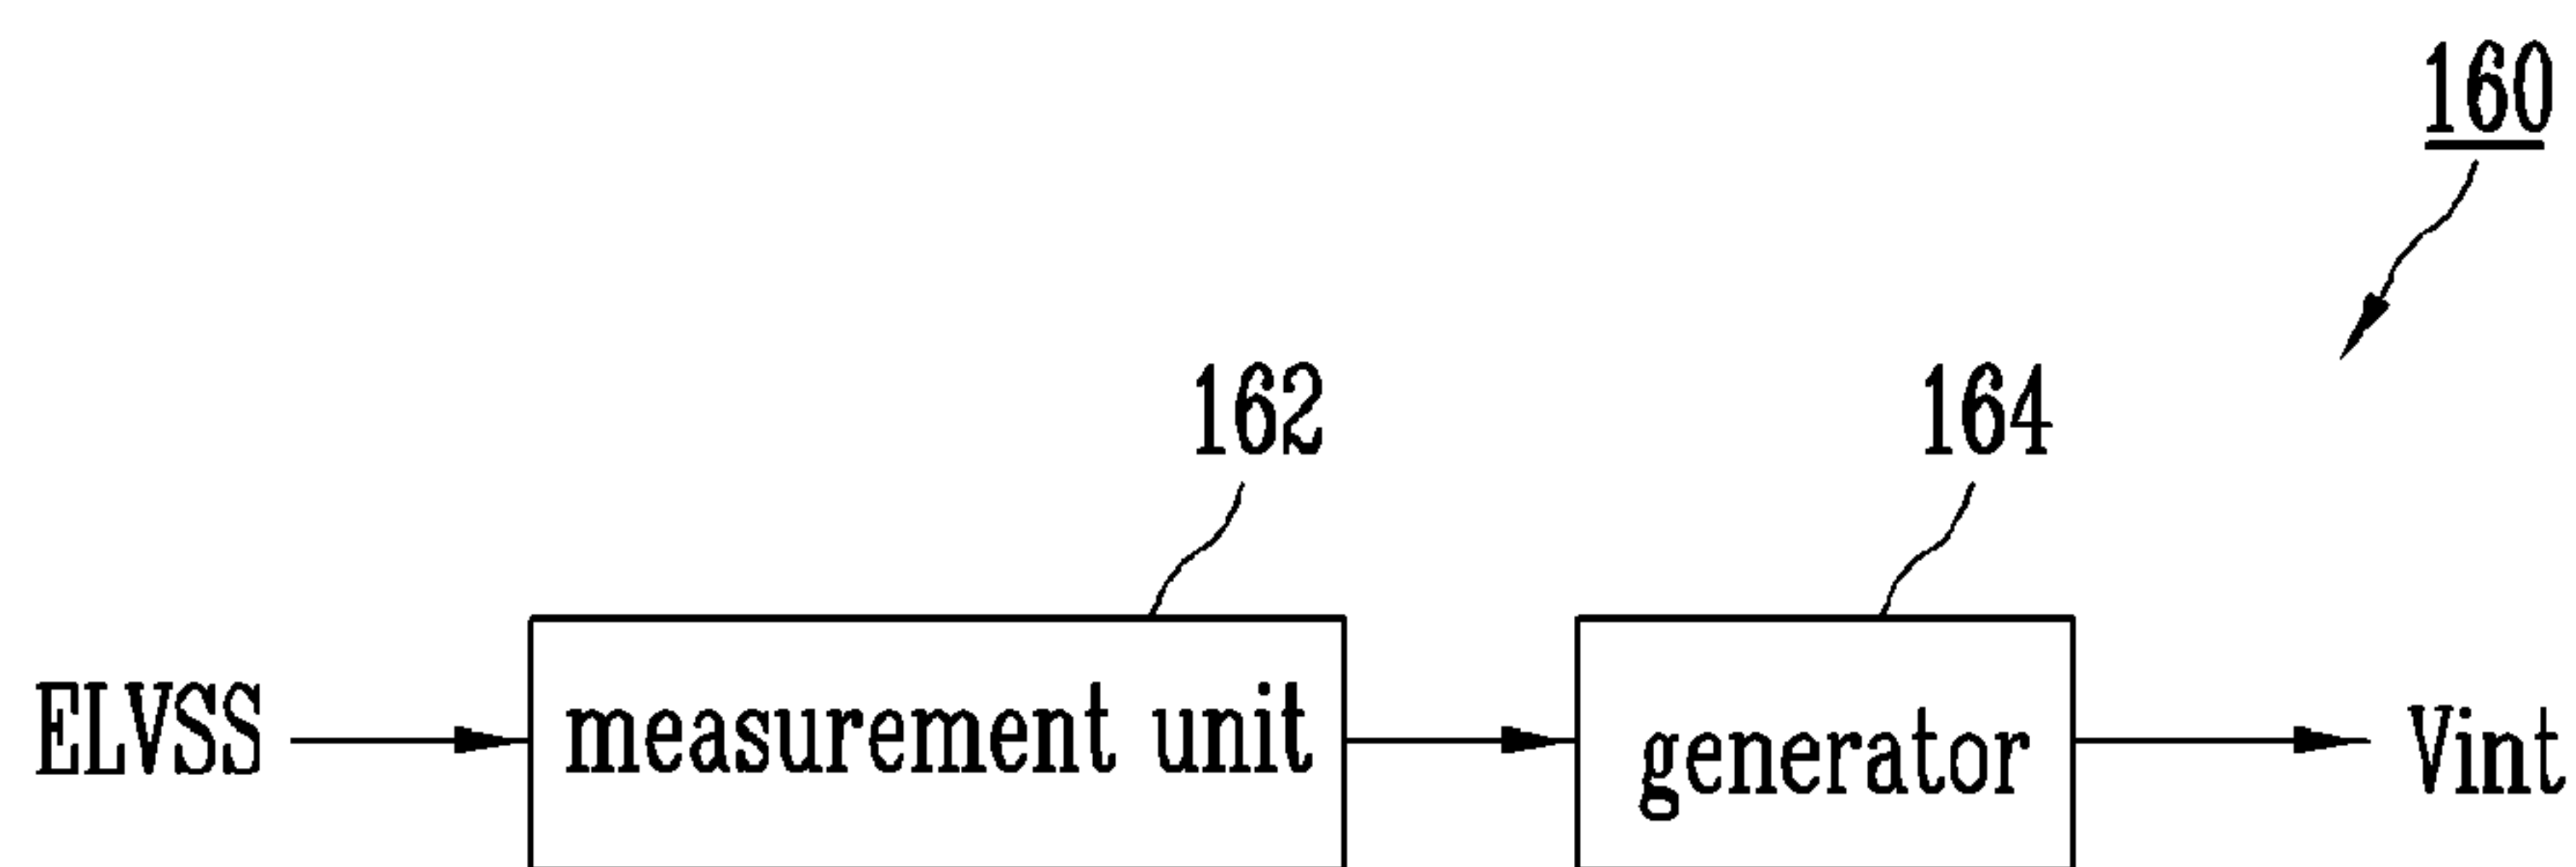 160
162
164
ELVSS
measurement unit
generator
Vint